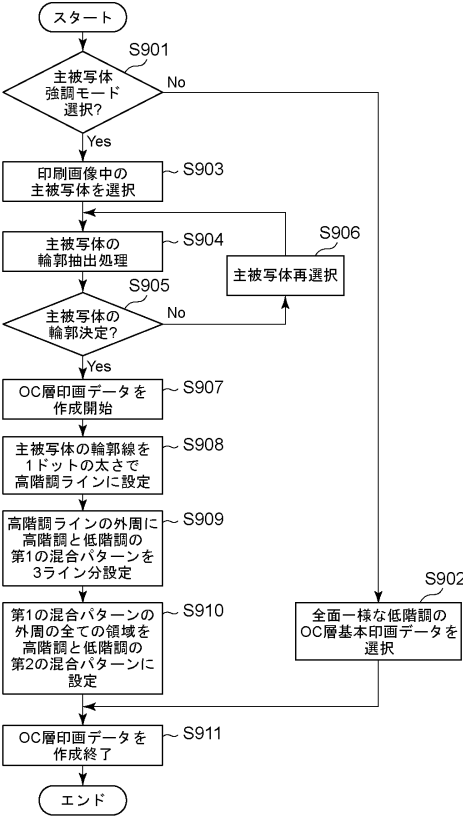 スタート
S901
主被写体
強調モード
選択?
No
Yes
印刷画像中の
主被写体を選択
S903
主被写体の
輪郭抽出処理
S904
S906
主被写体再選択
S905
主被写体の
輪郭決定?
No
Yes
OC層印画データを
作成開始
S907
主被写体の輪郭線を
1ドットの太さで
高階調ラインに設定
S908
高階調ラインの外周に
高階調と低階調の
第1の混合パターンを
3ライン分設定
S909
S902
全面一様な低階調の
OC層基本印画データを
選択
第1の混合パターンの
外周の全ての領域を
高階調と低階調の
第2の混合パターンに
設定
S910
OC層印画データを
作成終了
S911
エンド